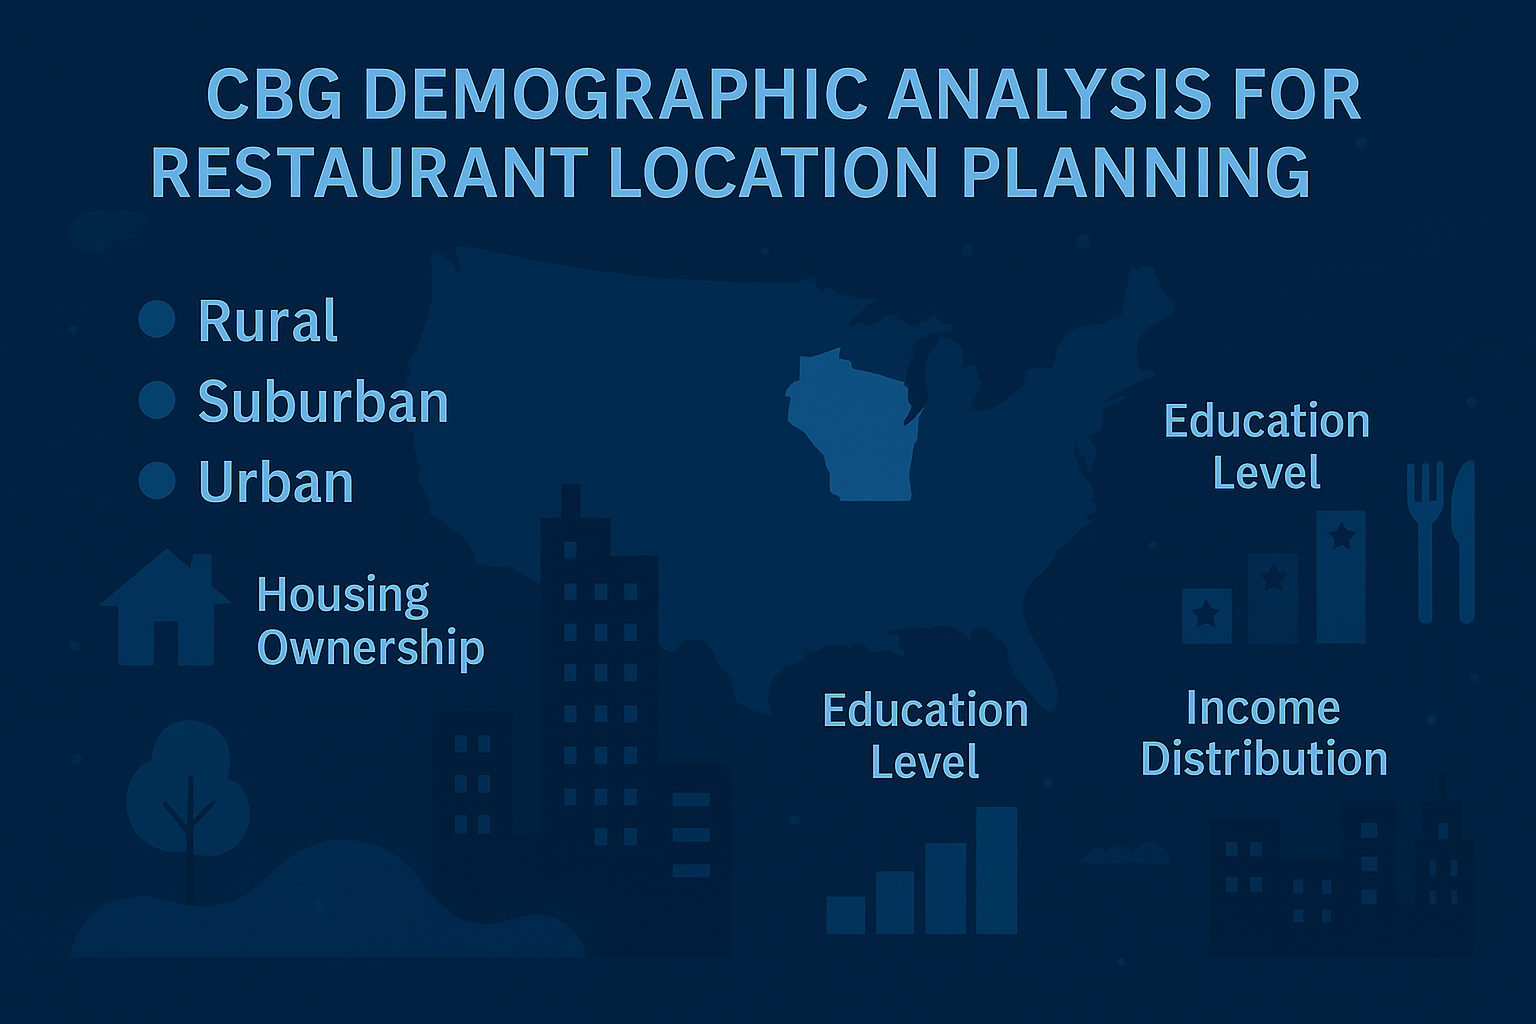 CBG DEMOGRAPHIC ANALYSIS FOR
RESTAURANT LOCATION PLANNING
Rural
Suburban
Urban
Housing
Ownership
Education
Level
Education
Level
Income
Distribution